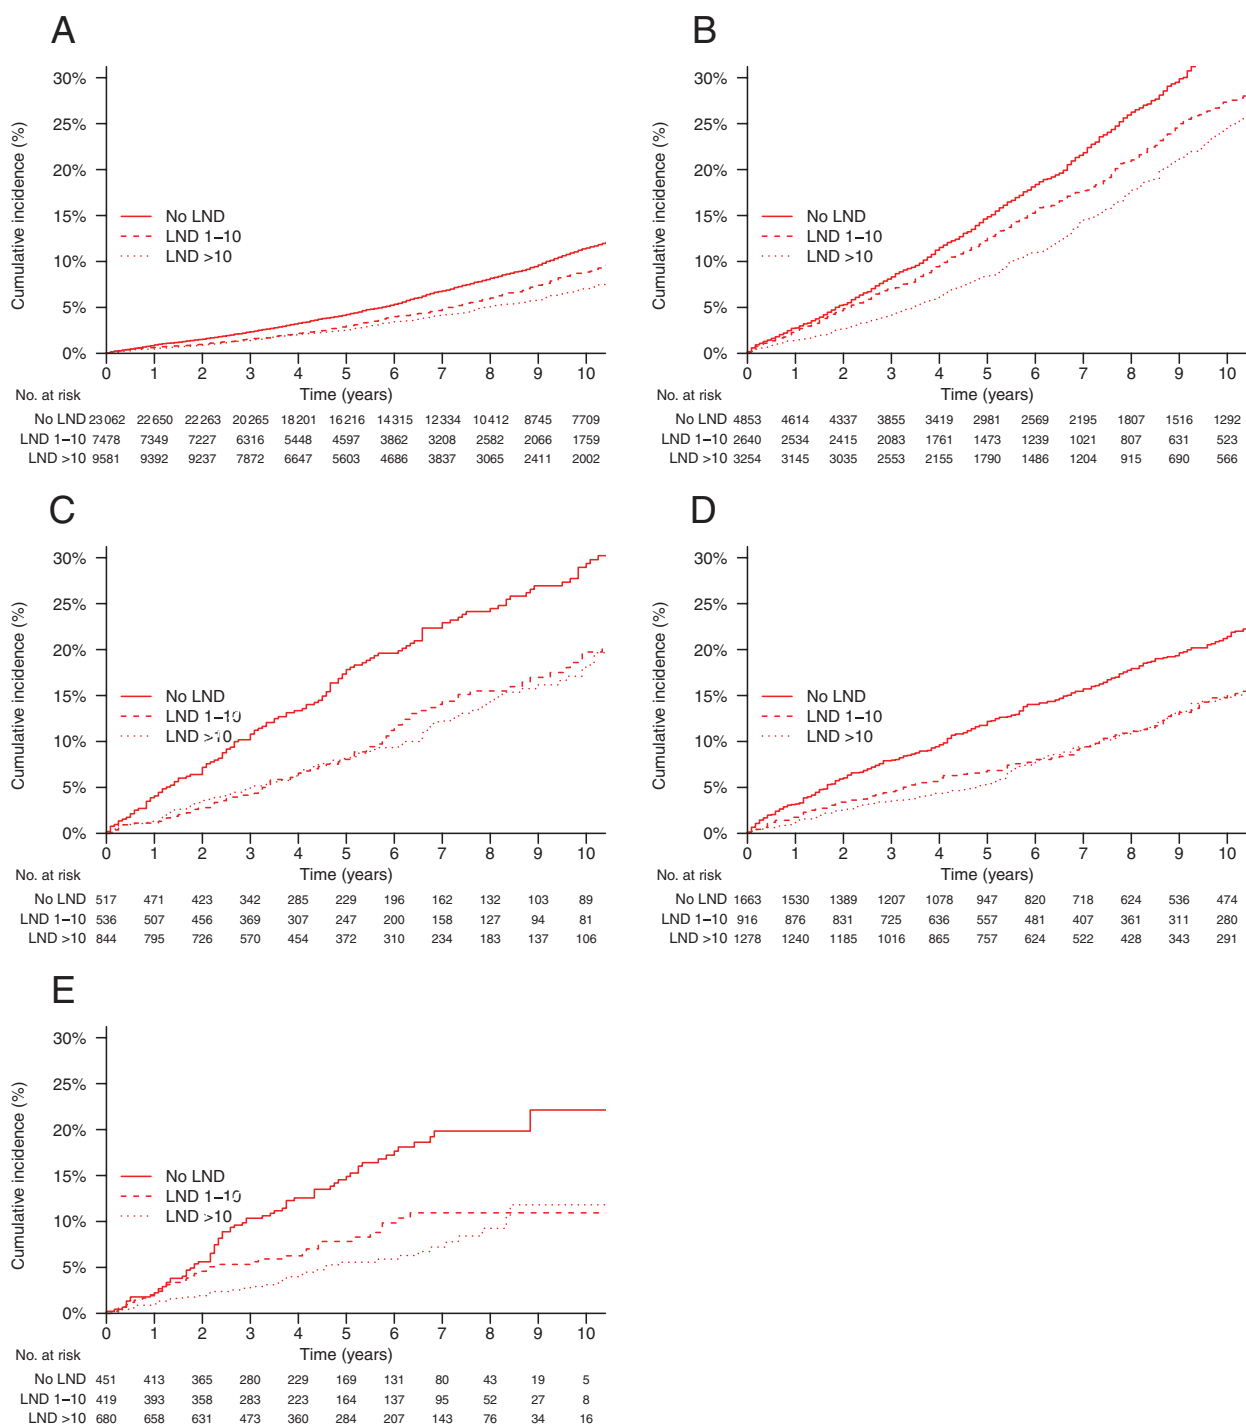 A
Cumulative incidence (%)
30%
25%
20%
15%
10%
5%
0%
No LND
LND 1–10
LND >10
0 1 2 3 4 5 6 7 8 9 10
No. at risk
Time (years)
No LND 23 062 22 650 22 263 20 265 18 201 16 216 14 315 12 334 10 412 8745 7709
LND 1–10 7478 7349 7227 6316 5448 4597 3862 3208 2582 2066 1759
LND >10 9581 9392 9237 7872 6647 5603 4686 3837 3065 2411 2002
B
Cumulative incidence (%)
30%
25%
20%
15%
10%
5%
0%
No LND
LND 1–10
LND >10
0 1 2 3 4 5 6 7 8 9 10
No. at risk
Time (years)
No LND 4853 4614 4337 3855 3419 2981 2569 2195 1807 1516 1292
LND 1–10 2640 2534 2415 2083 1761 1473 1239 1021 807 631 523
LND >10 3254 3145 3035 2553 2155 1790 1486 1204 915 690 566
C
Cumulative incidence (%)
30%
25%
20%
15%
10%
5%
0%
No LND
LND 1–10
LND >10
0 1 2 3 4 5 6 7 8 9 10
No. at risk
Time (years)
No LND 517 471 423 342 285 229 196 162 132 103 89
LND 1–10 536 507 456 369 307 247 200 158 127 94 81
LND >10 844 795 726 570 454 372 310 234 183 137 106
D
Cumulative incidence (%)
30%
25%
20%
15%
10%
5%
0%
No LND
LND 1–10
LND >10
0 1 2 3 4 5 6 7 8 9 10
No. at risk
Time (years)
No LND 1663 1530 1389 1207 1078 947 820 718 624 536 474
LND 1–10 916 876 831 725 636 557 481 407 361 311 280
LND >10 1278 1240 1185 1016 865 757 624 522 428 343 291
E
Cumulative incidence (%)
30%
25%
20%
15%
10%
5%
0%
No LND
LND 1–10
LND >10
0 1 2 3 4 5 6 7 8 9 10
No. at risk
Time (years)
No LND 451 413 365 280 229 169 131 80 43 19 5
LND 1–10 419 393 358 283 223 164 137 95 52 27 8
LND >10 680 658 631 473 360 284 207 143 76 34 16